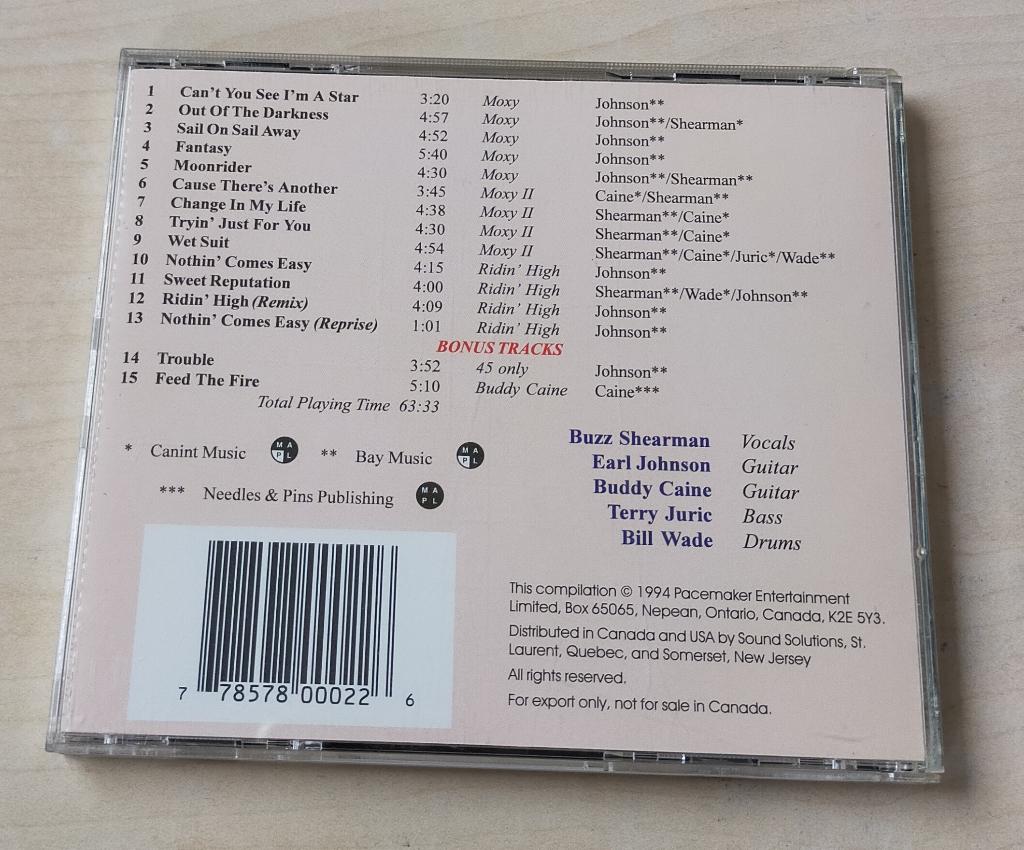 1 Can't You See I'm A Star 3:20 Moxy Johnson**
2 Out Of The Darkness 4:57 Moxy Johnson**/Shearman*
3 Sail On Sail Away 4:52 Moxy Johnson**
4 Fantasy 5:40 Moxy Johnson**
5 Moonrider 4:30 Moxy Johnson**/Shearman**
6 Cause There's Another 3:45 Moxy II Caine*/Shearman**
7 Change In My Life 4:38 Moxy II Shearman**/Caine*
8 Tryin' Just For You 4:30 Moxy II Shearman**/Caine*
9 Wet Suit 4:54 Moxy II Shearman**/Caine*/Juric*/Wade**
10 Nothin' Comes Easy 4:15 Ridin' High Johnson**
11 Sweet Reputation 4:00 Ridin' High Shearman**/Wade*/Johnson**
12 Ridin' High (Remix) 4:09 Ridin' High Johnson**
13 Nothin' Comes Easy (Reprise) 1:01 Ridin' High Johnson**
BONUS TRACKS
14 Trouble 3:52 45 only Johnson**
15 Feed The Fire 5:10 Buddy Caine Caine***
Total Playing Time 63:33
* Canint Music MAPL ** Bay Music MAPL
*** Needles & Pins Publishing MAPL
Buzz Shearman Vocals
Earl Johnson Guitar
Buddy Caine Guitar
Terry Juric Bass
Bill Wade Drums
This compilation © 1994 Pacemaker Entertainment
Limited, Box 65065, Nepean, Ontario, Canada, K2E 5Y3.
Distributed in Canada and USA by Sound Solutions, St.
Laurent, Quebec, and Somerset, New Jersey
All rights reserved.
For export only, not for sale in Canada.
7 78578 00022 6